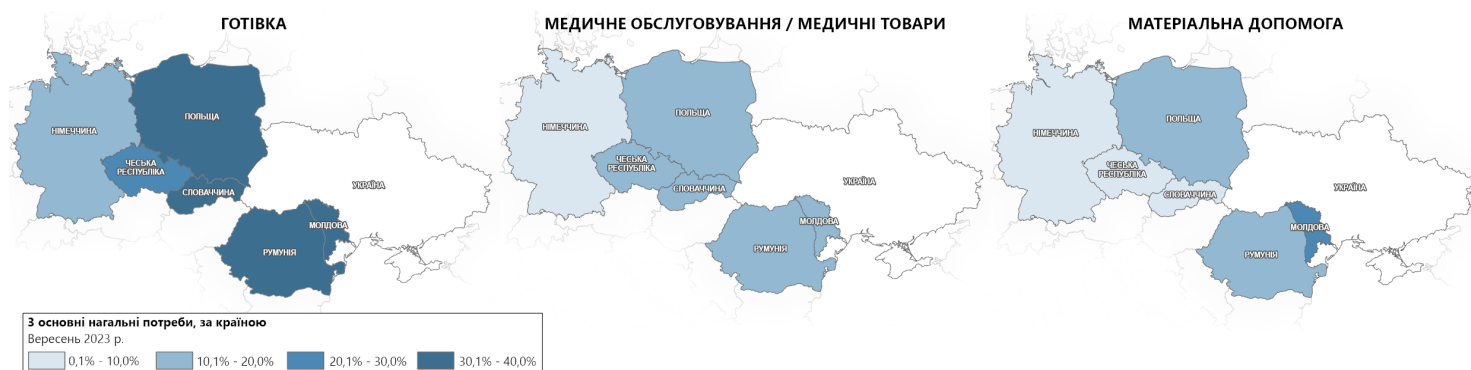 ГОТІВКА
НІМЕЧЧИНА
ПОЛЬЩА
ЧЕСЬКА
РЕСПУБЛІКА
СЛОВАЧЧИНА
УКРАЇНА
МОЛДОВА
РУМУНІЯ
МЕДИЧНЕ ОБСЛУГОВУВАННЯ / МЕДИЧНІ ТОВАРИ
НІМЕЧЧИНА
ПОЛЬЩА
ЧЕСЬКА
РЕСПУБЛІКА
СЛОВАЧЧИНА
УКРАЇНА
МОЛДОВА
РУМУНІЯ
МАТЕРІАЛЬНА ДОПОМОГА
НІМЕЧЧИНА
ПОЛЬЩА
ЧЕСЬКА
РЕСПУБЛІКА
СЛОВАЧЧИНА
УКРАЇНА
МОЛДОВА
РУМУНІЯ
3 основні нагальні потреби, за країною
Вересень 2023 р.
0,1% - 10,0%
10,1% - 20,0%
20,1% - 30,0%
30,1% - 40,0%